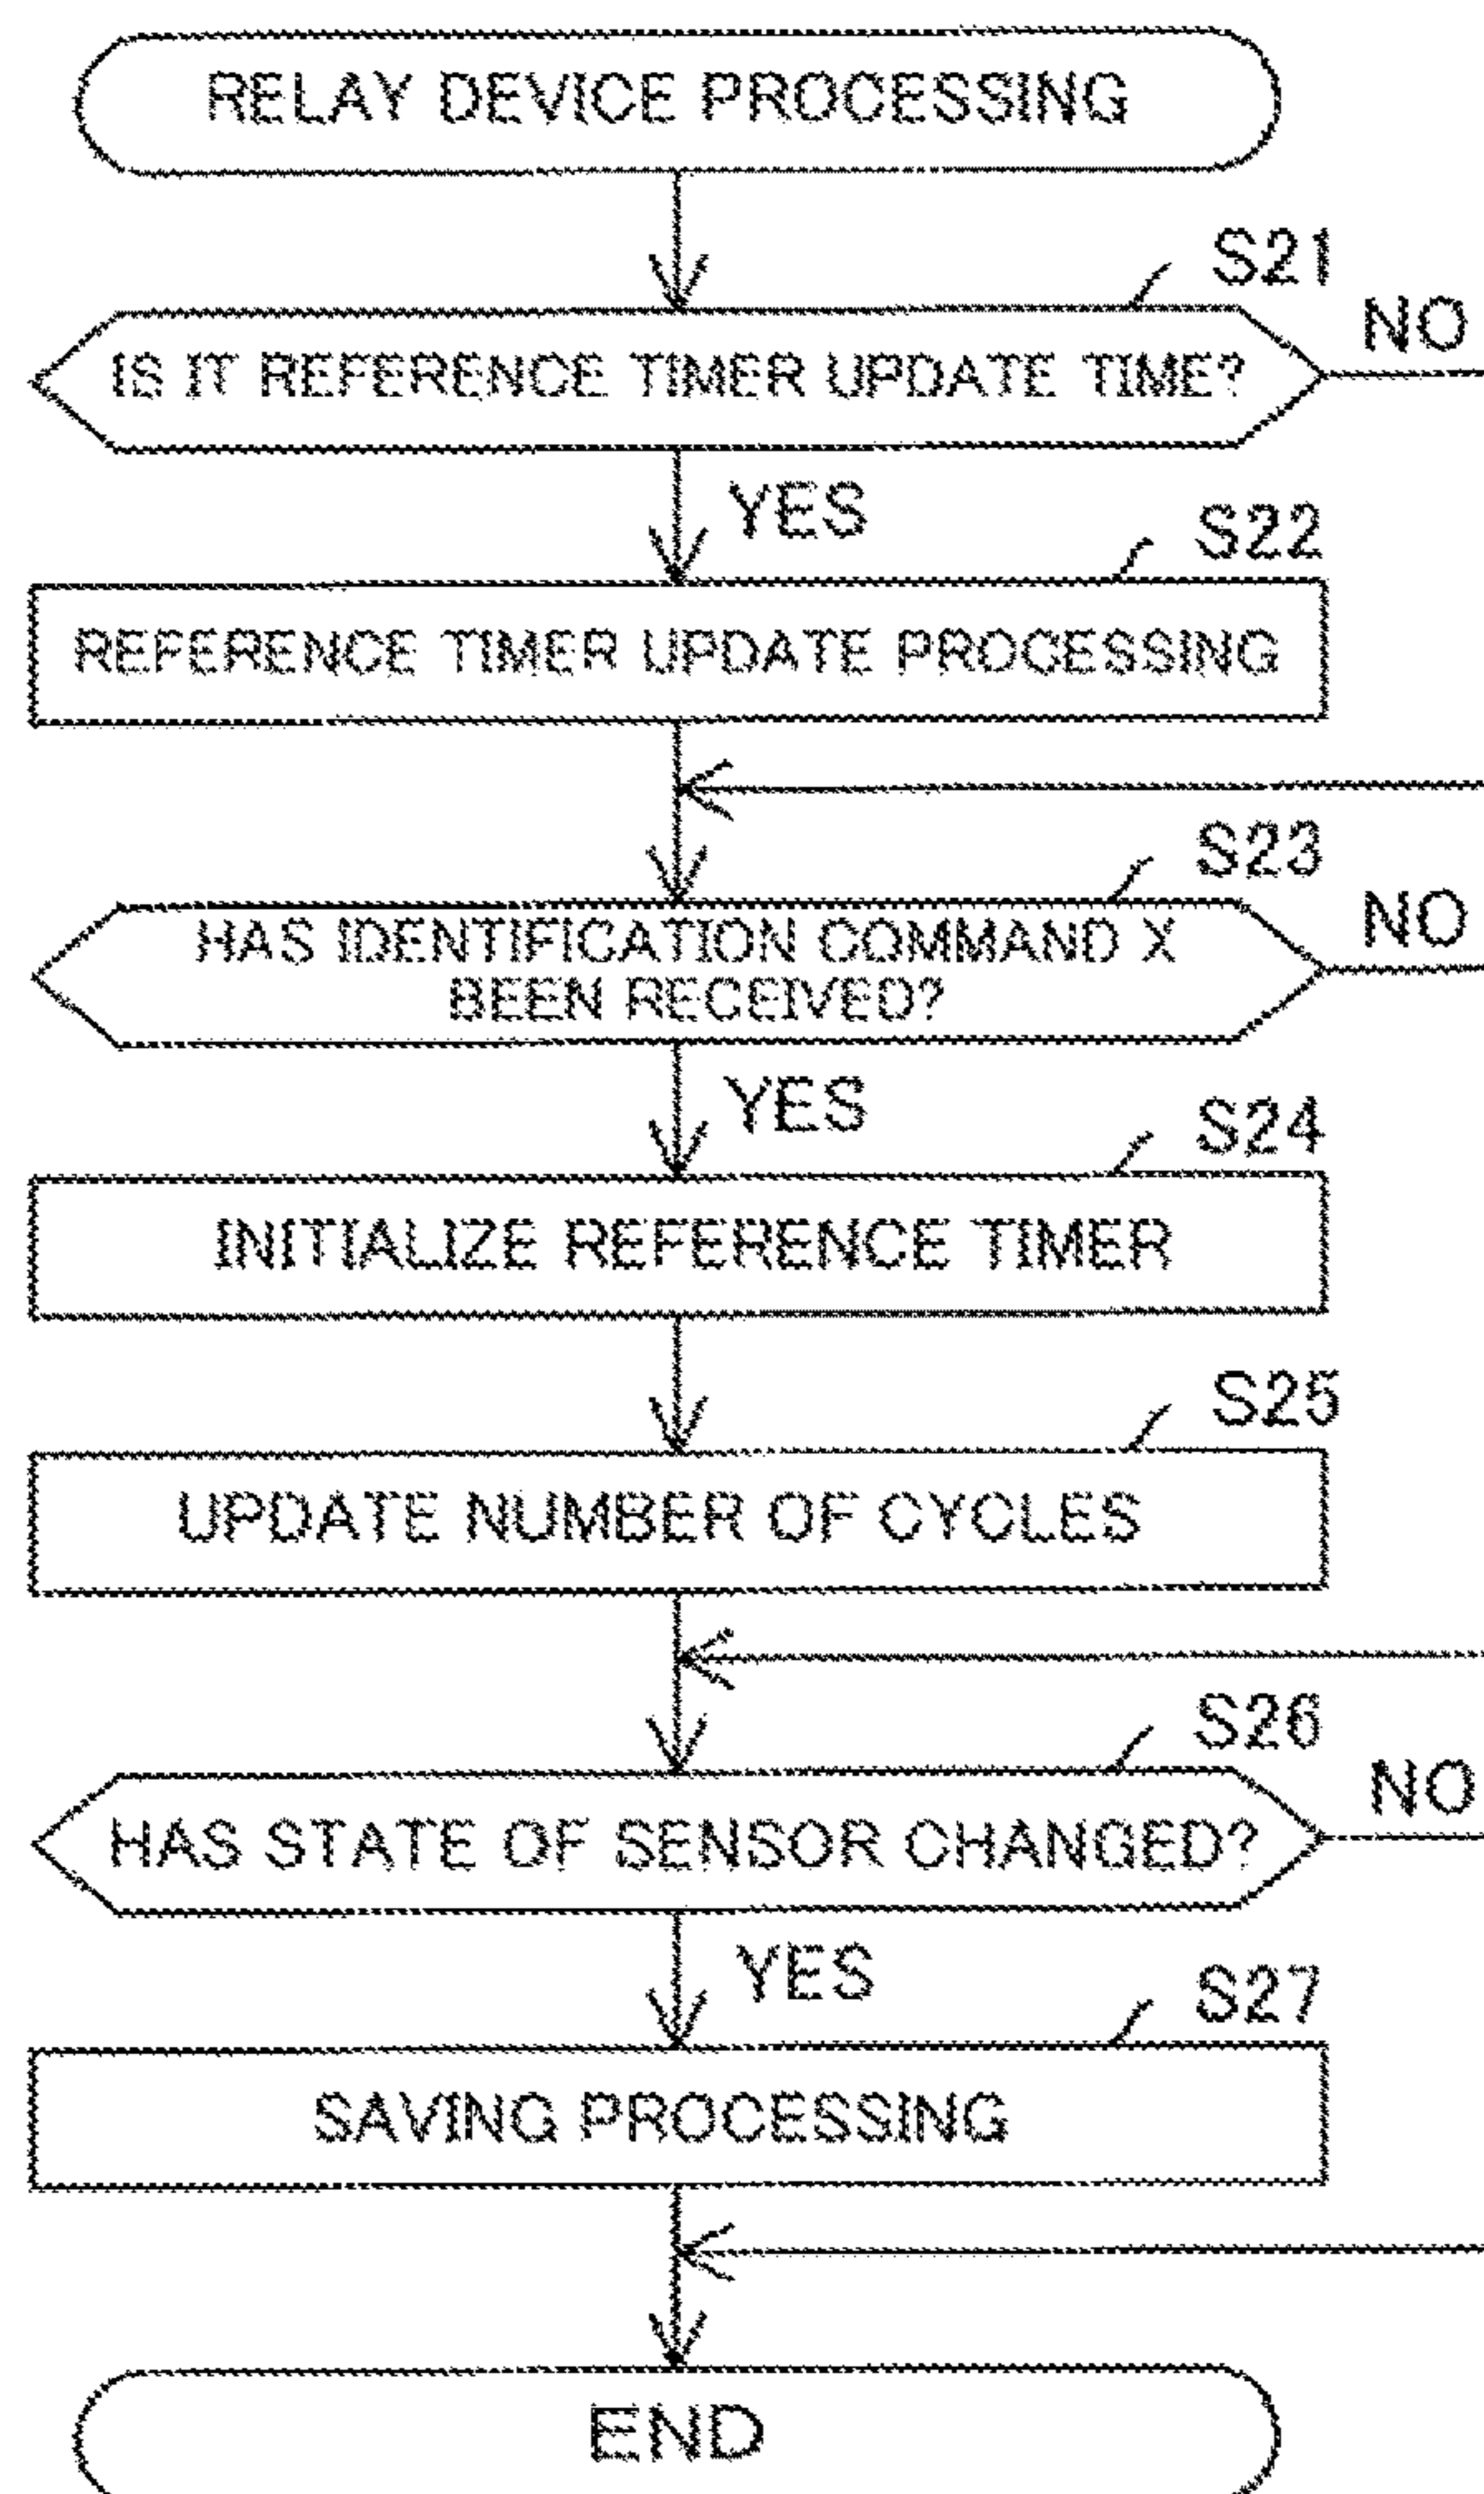 RELAY DEVICE PROCESSING
S21
IS IT REFERENCE TIMER UPDATE TIME?
NO
YES
S22
REFERENCE TIMER UPDATE PROCESSING
S23
HAS IDENTIFICATION COMMAND X
BEEN RECEIVED?
NO
YES
S24
INITIALIZE REFERENCE TIMER
S25
UPDATE NUMBER OF CYCLES
S26
HAS STATE OF SENSOR CHANGED?
NO
YES
S27
SAVING PROCESSING
END